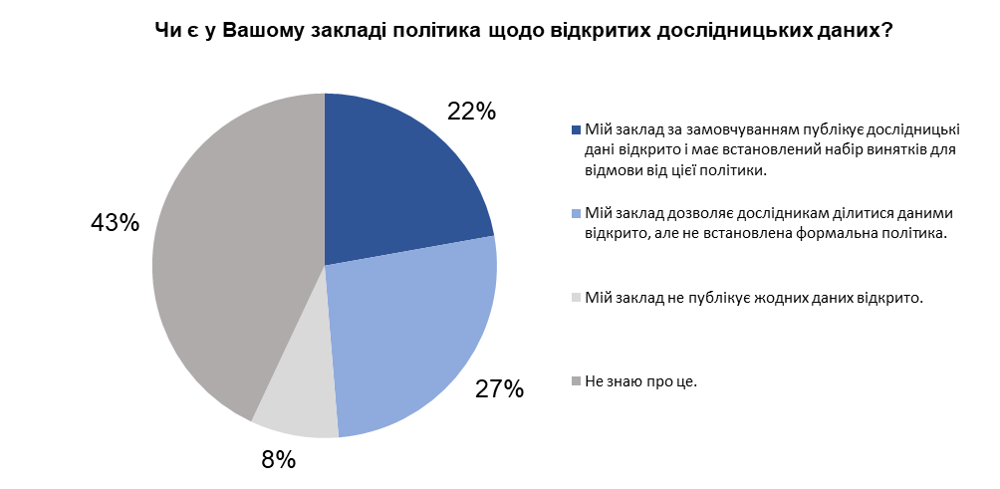 Чи є у Вашому закладі політика щодо відкритих дослідницьких даних?
22%
43%
27%
8%
Мій заклад за замовчуванням публікує дослідницькі
дані відкрито і має встановлений набір винятків для
відмови від цієї політики.
Мій заклад дозволяє дослідникам ділитися даними
відкрито, але не встановлена формальна політика.
Мій заклад не публікує жодних даних відкрито.
Не знаю про це.